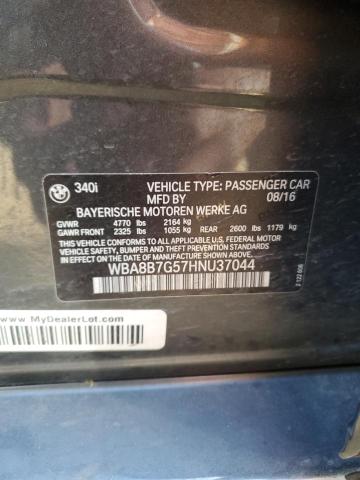 340i VEHICLE TYPE: PASSENGER CAR
MFD BY 08/16
BAYERISCHE MOTOREN WERKE AG
GVWR 4770 lbs 2164 kg
GAWR FRONT 2325 lbs 1055 kg REAR 2600 lbs 1179 kg
THIS VEHICLE CONFORMS TO ALL APPLICABLE U.S. FEDERAL MOTOR
VEHICLE SAFETY, BUMPER AND THEFT PREVENTION STANDARDS IN
EFFECT ON THE DATE OF MANUFACTURE SHOWN ABOVE.
WBA8B7G57HNU37044
MyDealerLot.com